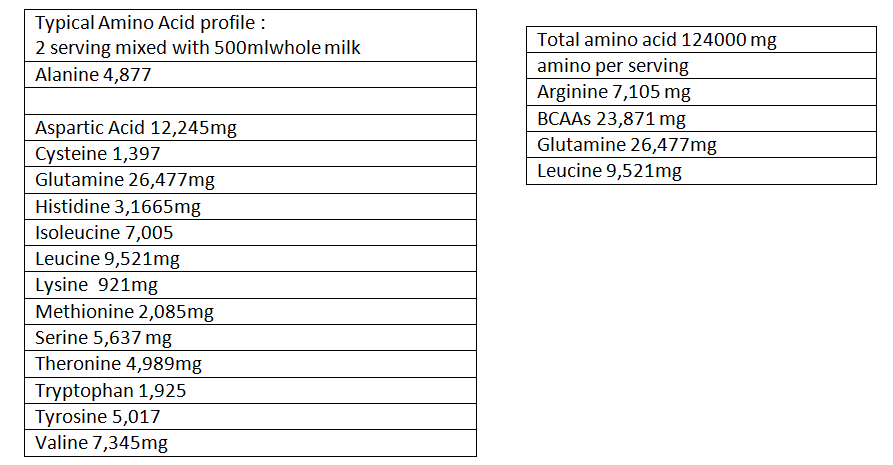 Typical Amino Acid profile :
2 serving mixed with 500mlwhole milk
Alanine 4,877
Aspartic Acid 12,245mg
Cysteine 1,397
Glutamine 26,477mg
Histidine 3,1665mg
Isoleucine 7,005
Leucine 9,521mg
Lysine  921mg
Methionine 2,085mg
Serine 5,637 mg
Theronine 4,989mg
Tryptophan 1,925
Tyrosine 5,017
Valine 7,345mg
Total amino acid 124000 mg
amino per serving
Arginine 7,105 mg
BCAAs 23,871 mg
Glutamine 26,477mg
Leucine 9,521mg